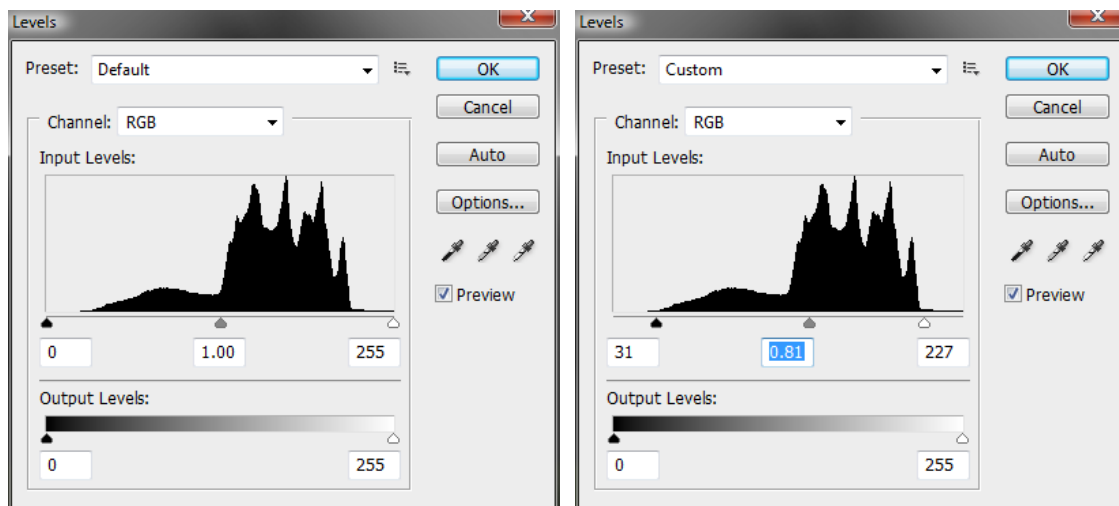 Levels
Preset: Default
OK
Cancel
Channel: RGB
Auto
Input Levels:
Options...
Preview
0 1.00 255
Output Levels:
0 255
Levels
Preset: Custom
OK
Cancel
Channel: RGB
Auto
Input Levels:
Options...
Preview
31 0.81 227
Output Levels:
0 255